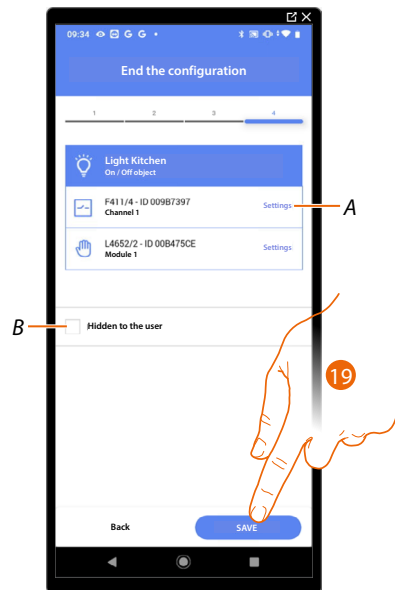 09:34 G G
End the configuration
1 2 3 4
Light Kitchen
On / Off object
F411/4 - ID 009B7397
Channel 1
Settings
A
L4652/2 - ID 00B475CE
Module 1
Settings
B
Hidden to the user
19
Back
SAVE